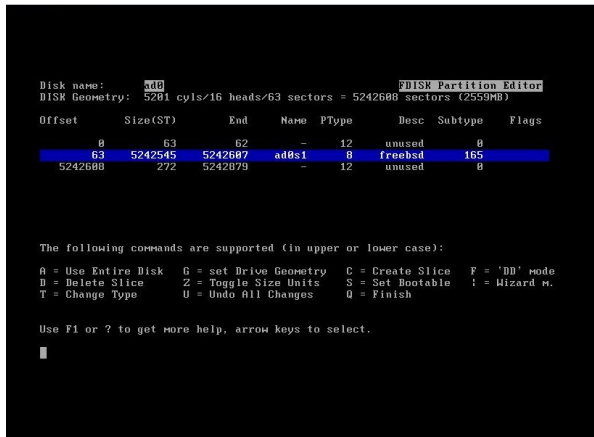 Disk name: ad0 FDISK Partition Editor
DISK Geometry: 5201 cyls/16 heads/63 sectors = 5242608 sectors (2559MB)
Offset Size(ST) End Name PType Desc Subtype Flags
0 63 62 - 12 unused 0
63 5242545 5242607 ad0s1 8 freebsd 165
5242608 272 5242879 - 12 unused 0
The following commands are supported (in upper or lower case):
A = Use Entire Disk G = set Drive Geometry C = Create Slice F = 'DD' mode
D = Delete Slice Z = Toggle Size Units S = Set Bootable | = Wizard m.
T = Change Type U = Undo All Changes Q = Finish
Use F1 or ? to get more help, arrow keys to select.